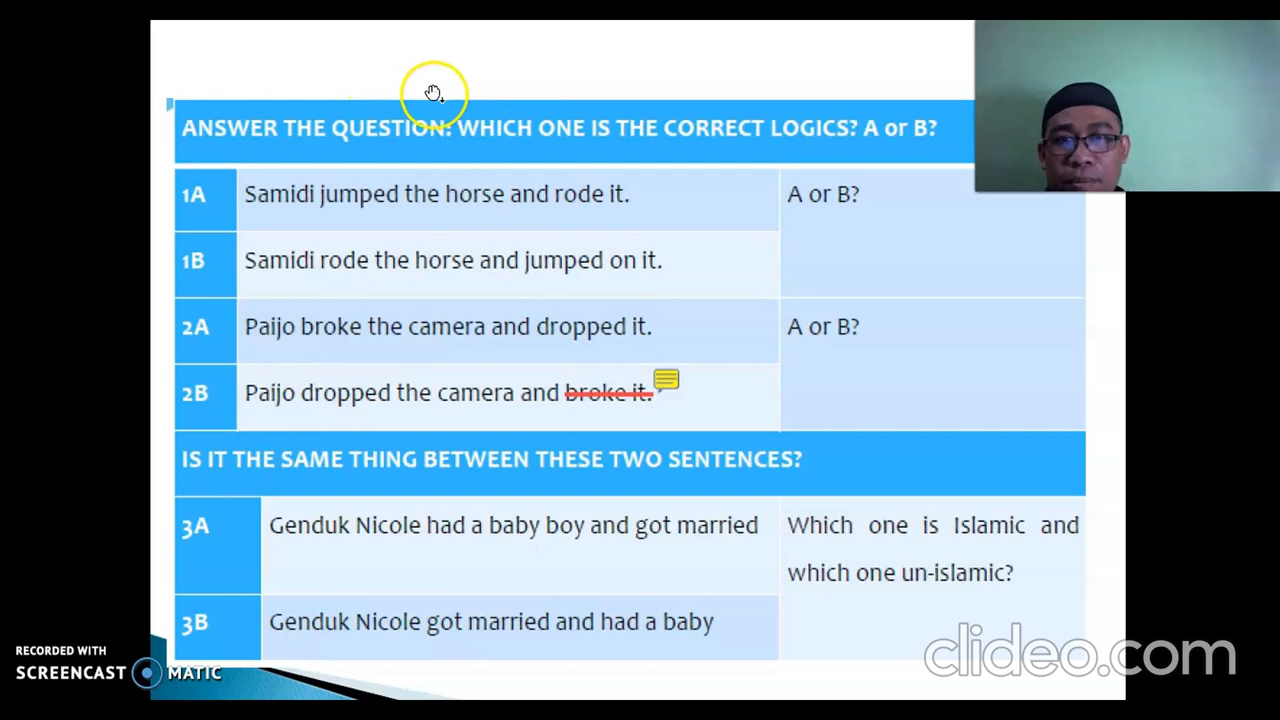 ANSWER THE QUESTION: WHICH ONE IS THE CORRECT LOGICS? A or B?
1A Samidi jumped the horse and rode it. A or B?
1B Samidi rode the horse and jumped on it.
2A Paijo broke the camera and dropped it. A or B?
2B Paijo dropped the camera and broke it.
IS IT THE SAME THING BETWEEN THESE TWO SENTENCES?
3A Genduk Nicole had a baby boy and got married Which one is Islamic and
which one un-islamic?
3B Genduk Nicole got married and had a baby
RECORDED WITH
SCREENCAST MATIC
clideo.com